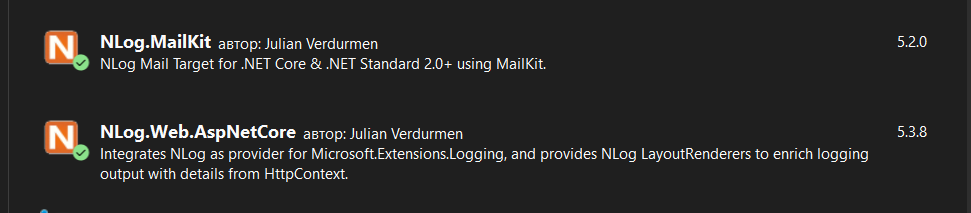 NLog.MailKit автор: Julian Verdurmen 5.2.0
NLog Mail Target for .NET Core & .NET Standard 2.0+ using MailKit.
NLog.Web.AspNetCore автор: Julian Verdurmen 5.3.8
Integrates NLog as provider for Microsoft.Extensions.Logging, and provides NLog LayoutRenderers to enrich logging
output with details from HttpContext.